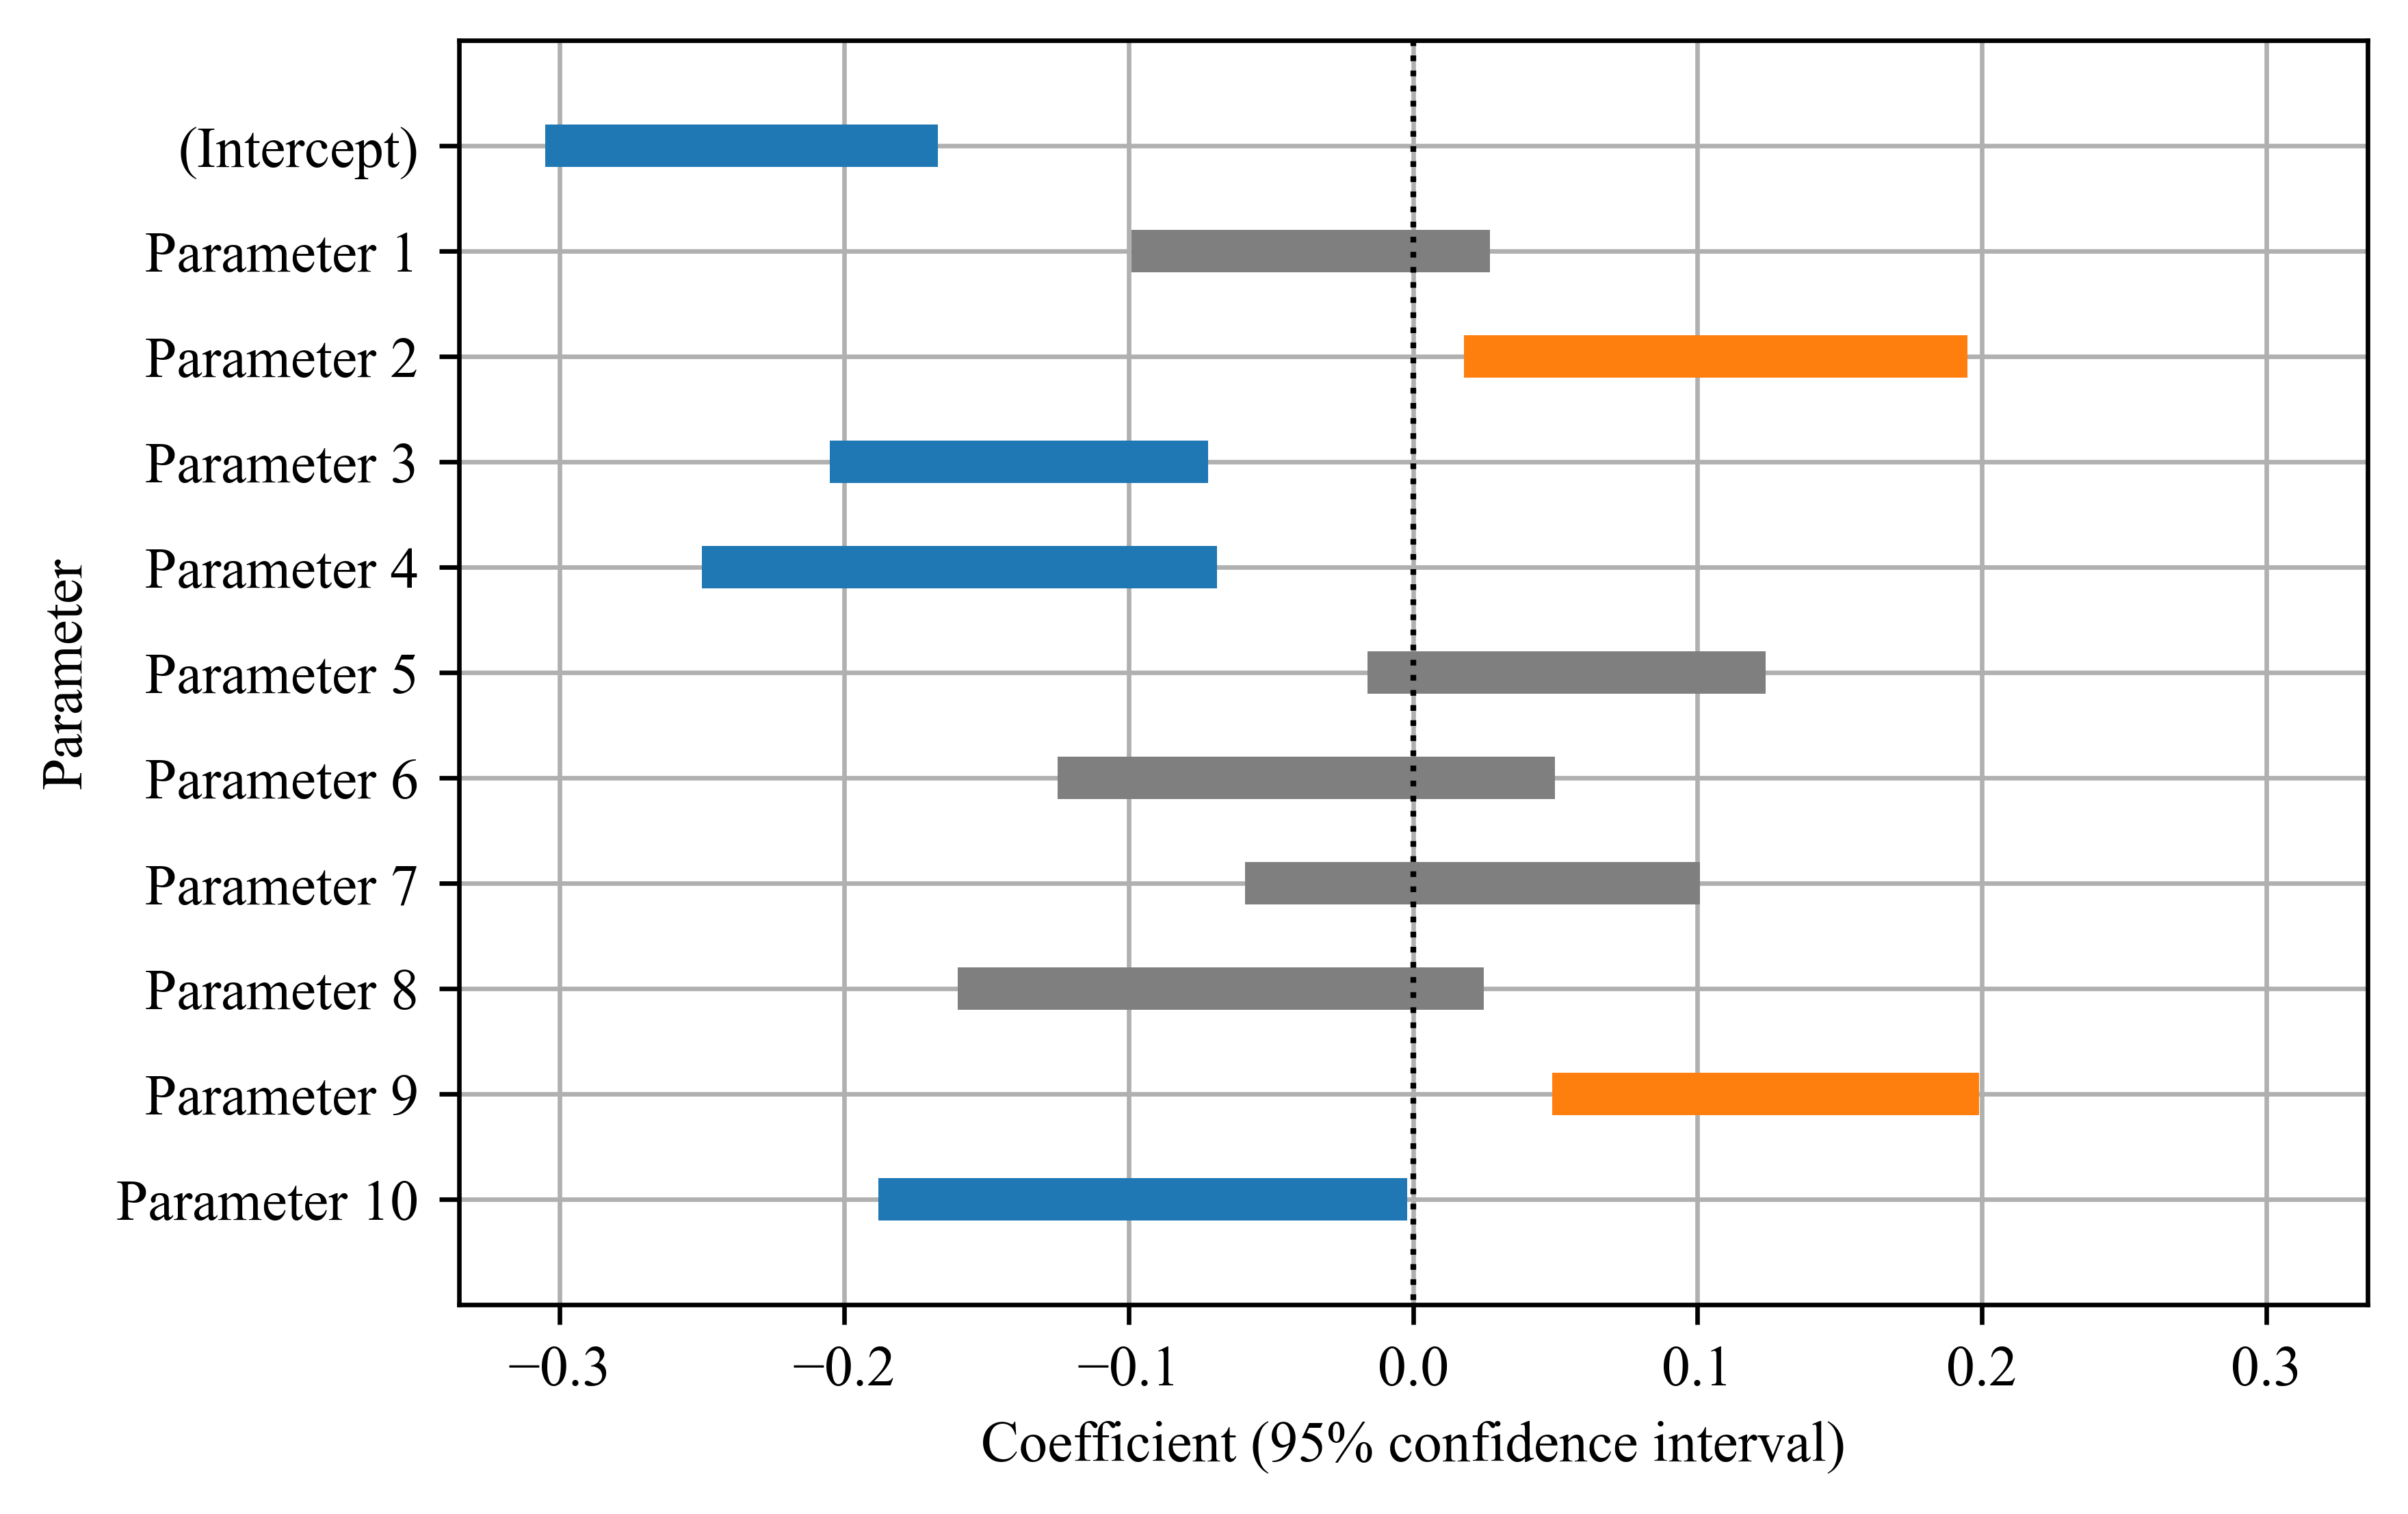 (Intercept)
Parameter 1
Parameter 2
Parameter 3
Parameter 4
Parameter 5
Parameter 6
Parameter 7
Parameter 8
Parameter 9
Parameter 10
Parameter
−0.3 −0.2 −0.1 0.0 0.1 0.2 0.3
Coefficient (95% confidence interval)